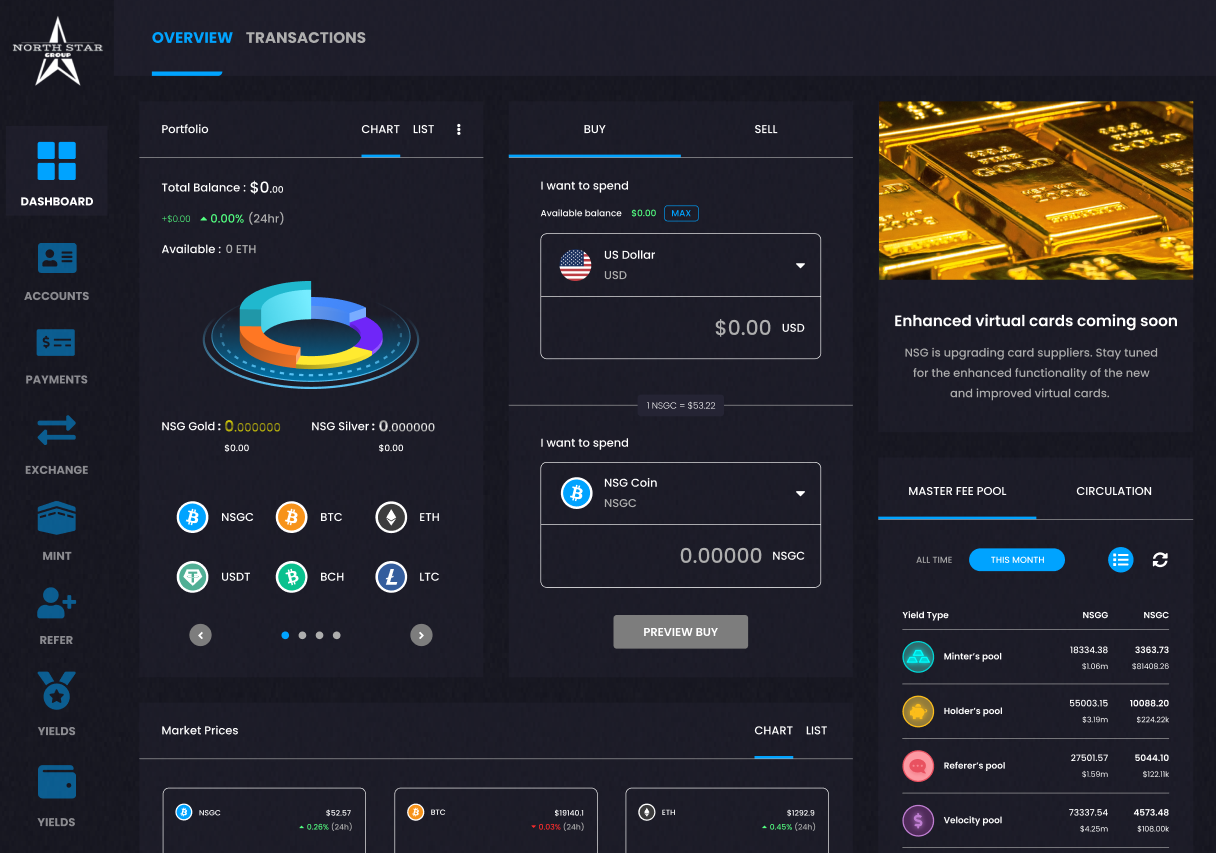 NORTH STAR
GROUP
OVERVIEW TRANSACTIONS
DASHBOARD
ACCOUNTS
PAYMENTS
EXCHANGE
MINT
REFER
YIELDS
YIELDS
Portfolio CHART LIST
Total Balance : $0.00
+$0.00 0.00% (24hr)
Available : 0 ETH
NSG Gold : 0.000000 NSG Silver : 0.000000
$0.00 $0.00
NSGC BTC ETH
USDT BCH LTC
BUY SELL
I want to spend
Available balance $0.00 MAX
US Dollar
USD
$0.00 USD
1 NSGC = $53.22
I want to spend
NSG Coin
NSGC
0.00000 NSGC
PREVIEW BUY
Market Prices CHART LIST
NSGC $52.57
0.26% (24h)
BTC $19140.1
0.03% (24h)
ETH $1292.9
0.45% (24h)
999.9
FINE
GOLD
NET WT
Enhanced virtual cards coming soon
NSG is upgrading card suppliers. Stay tuned
for the enhanced functionality of the new
and improved virtual cards.
MASTER FEE POOL CIRCULATION
ALL TIME THIS MONTH
Yield Type NSGG NSGC
Minter's pool 18334.38 3363.73
$1.06m $81408.26
Holder's pool 55003.15 10088.20
$3.19m $224.22k
Referer's pool 27501.57 5044.10
$1.59m $122.11k
Velocity pool 73337.54 4573.48
$4.25m $108.00k